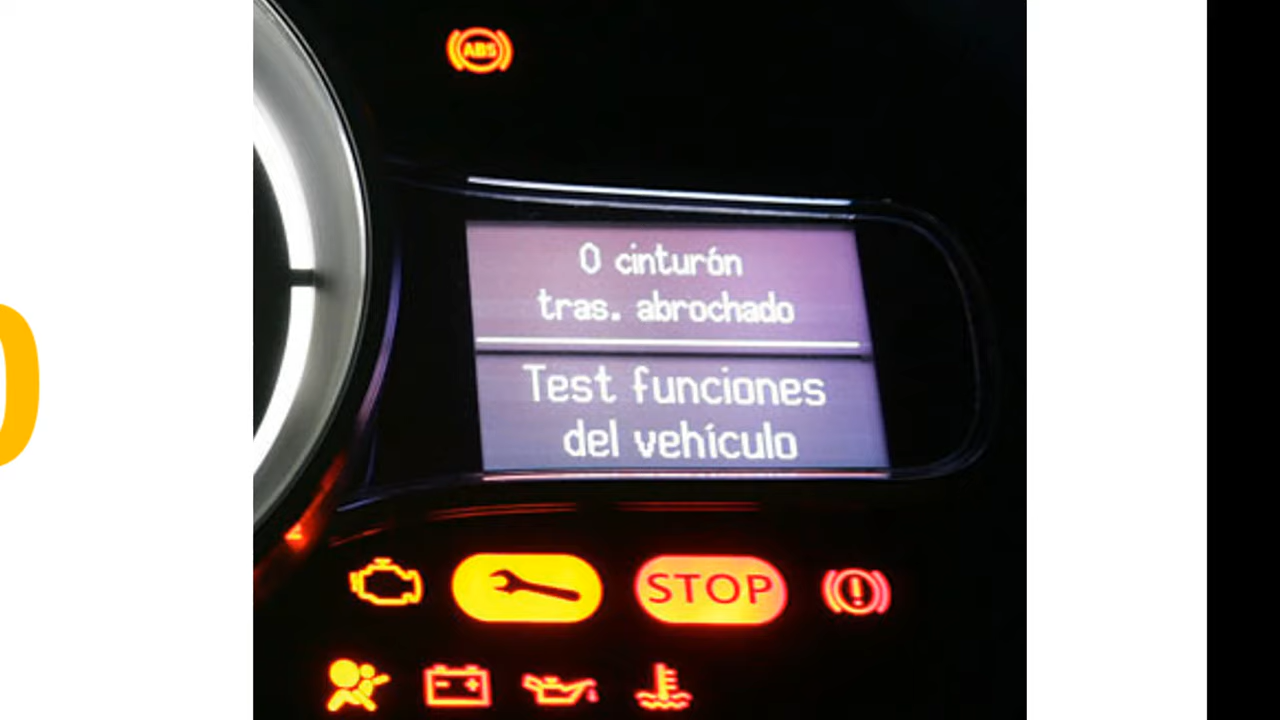 ABS
0 cinturón
tras. abrochado
Test funciones
del vehículo
STOP